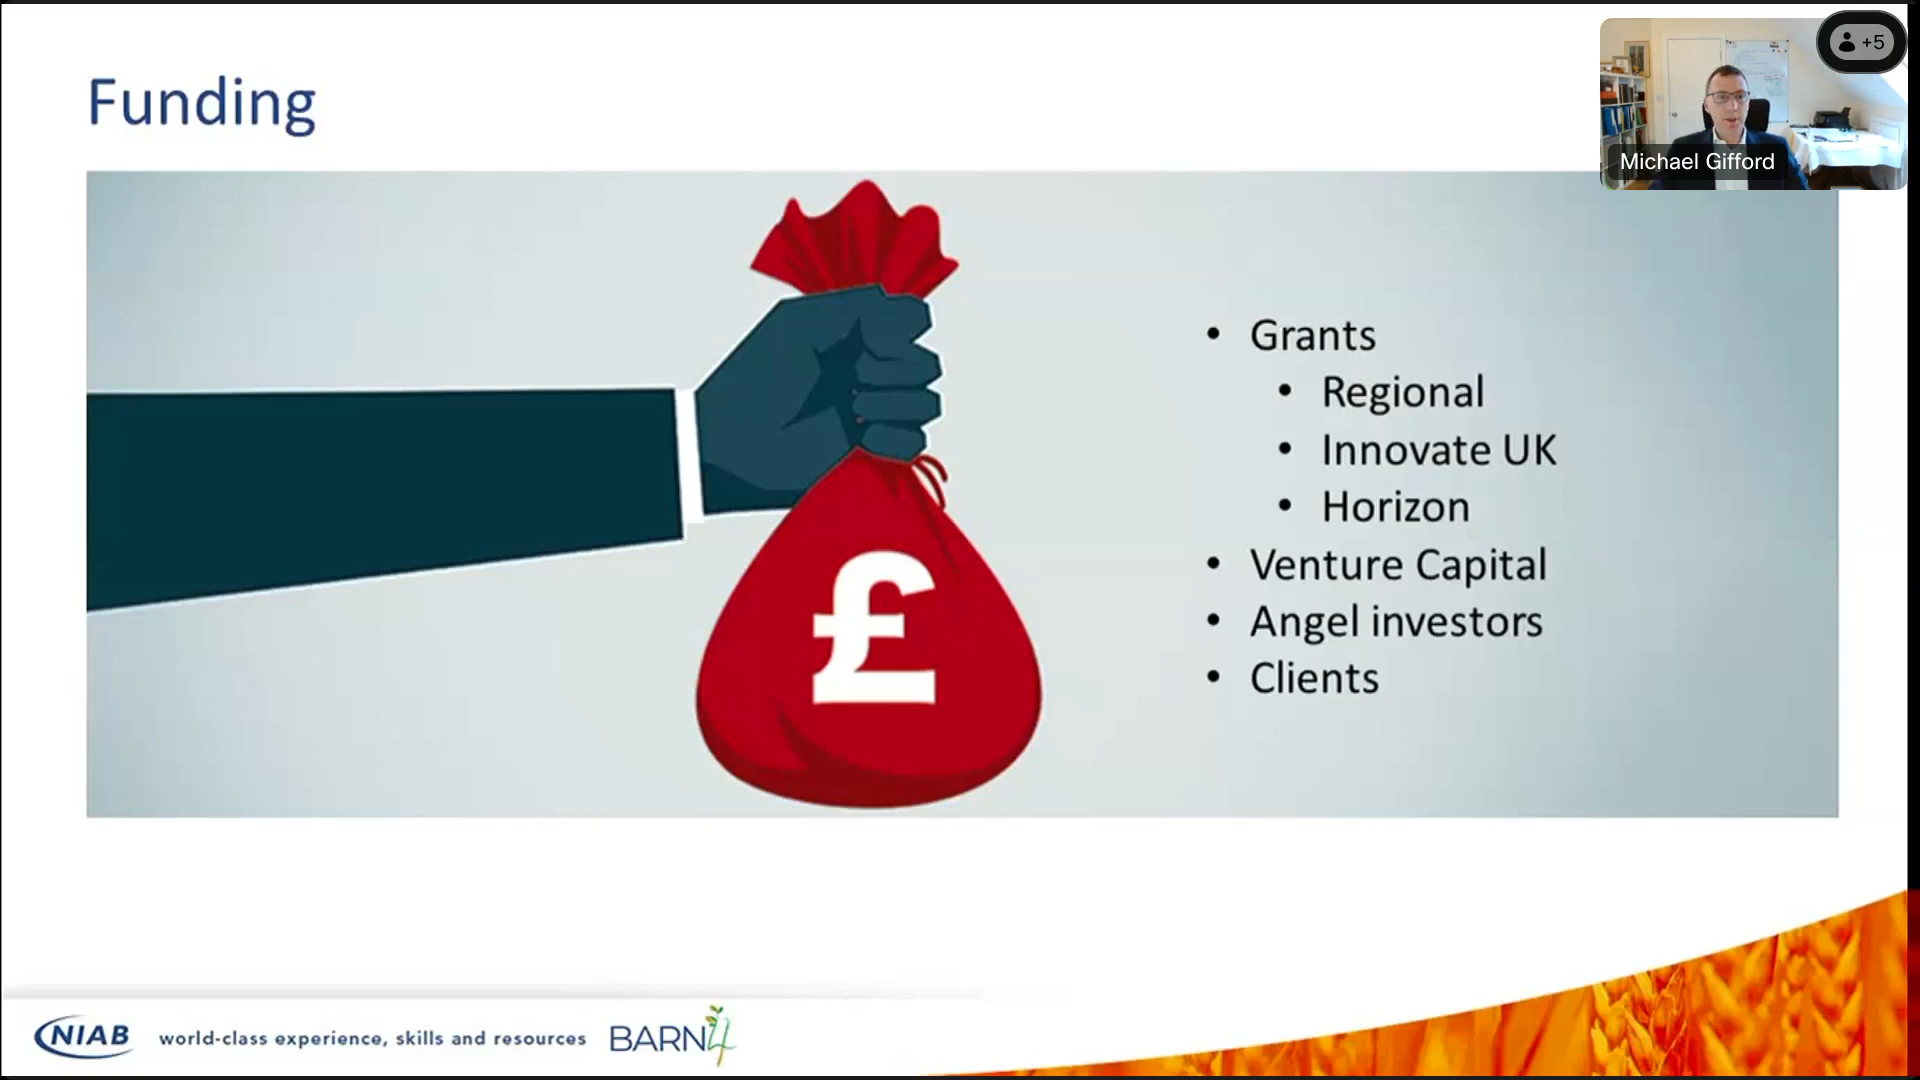 Funding
+5
Michael Gifford
£
• Grants
• Regional
• Innovate UK
• Horizon
• Venture Capital
• Angel investors
• Clients
NIAB world-class experience, skills and resources BARN4